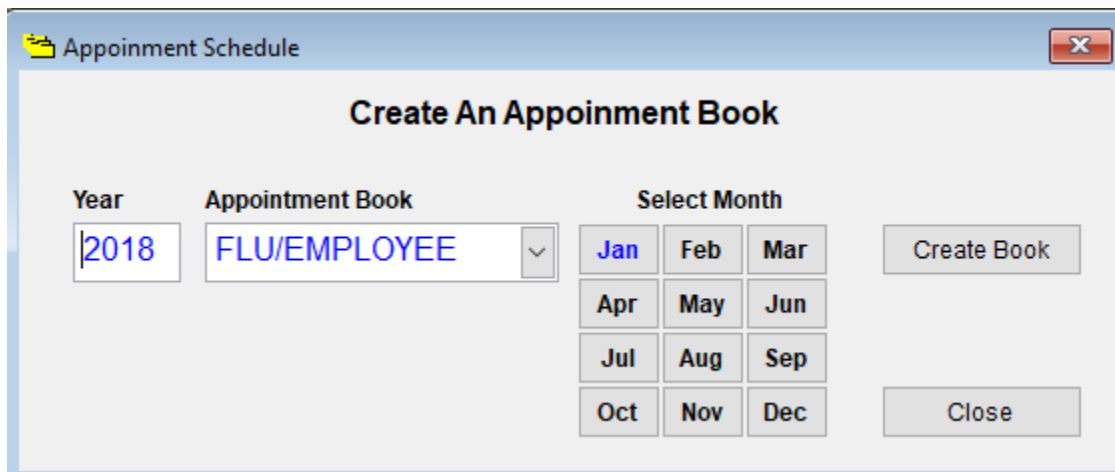 Appoinment Schedule
Create An Appoinment Book
Year Appointment Book Select Month
2018 FLU/EMPLOYEE Jan Feb Mar Create Book
Apr May Jun
Jul Aug Sep
Oct Nov Dec Close